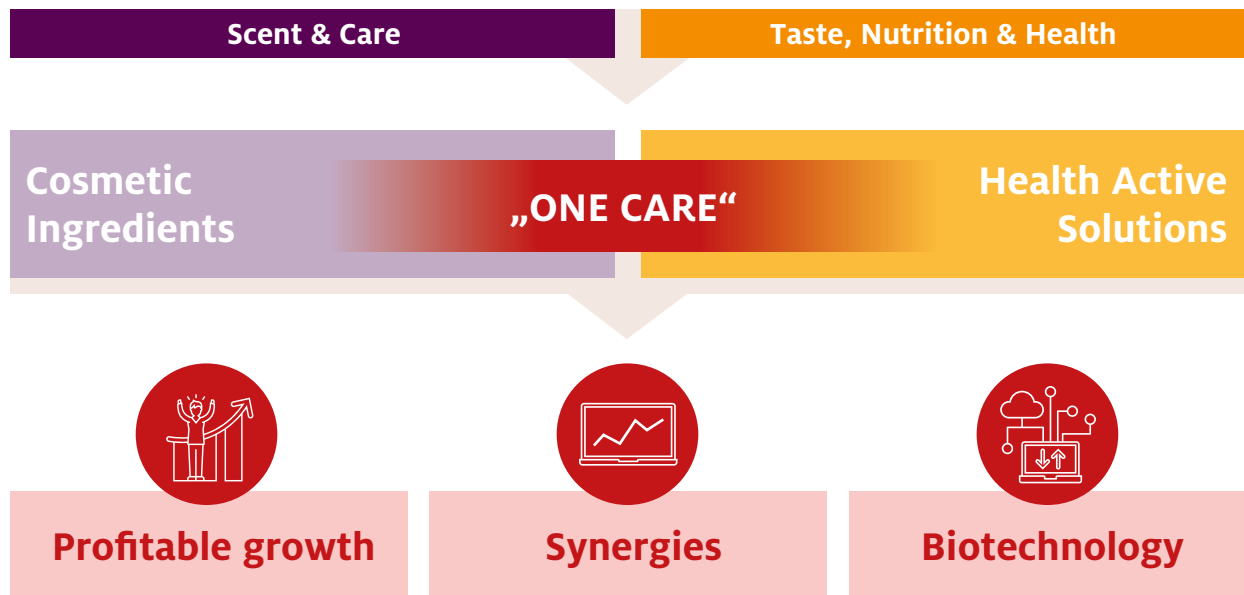 Scent & Care
Taste, Nutrition & Health
Cosmetic
Ingredients
„ONE CARE“
Health Active
Solutions
Profitable growth
Synergies
Biotechnology